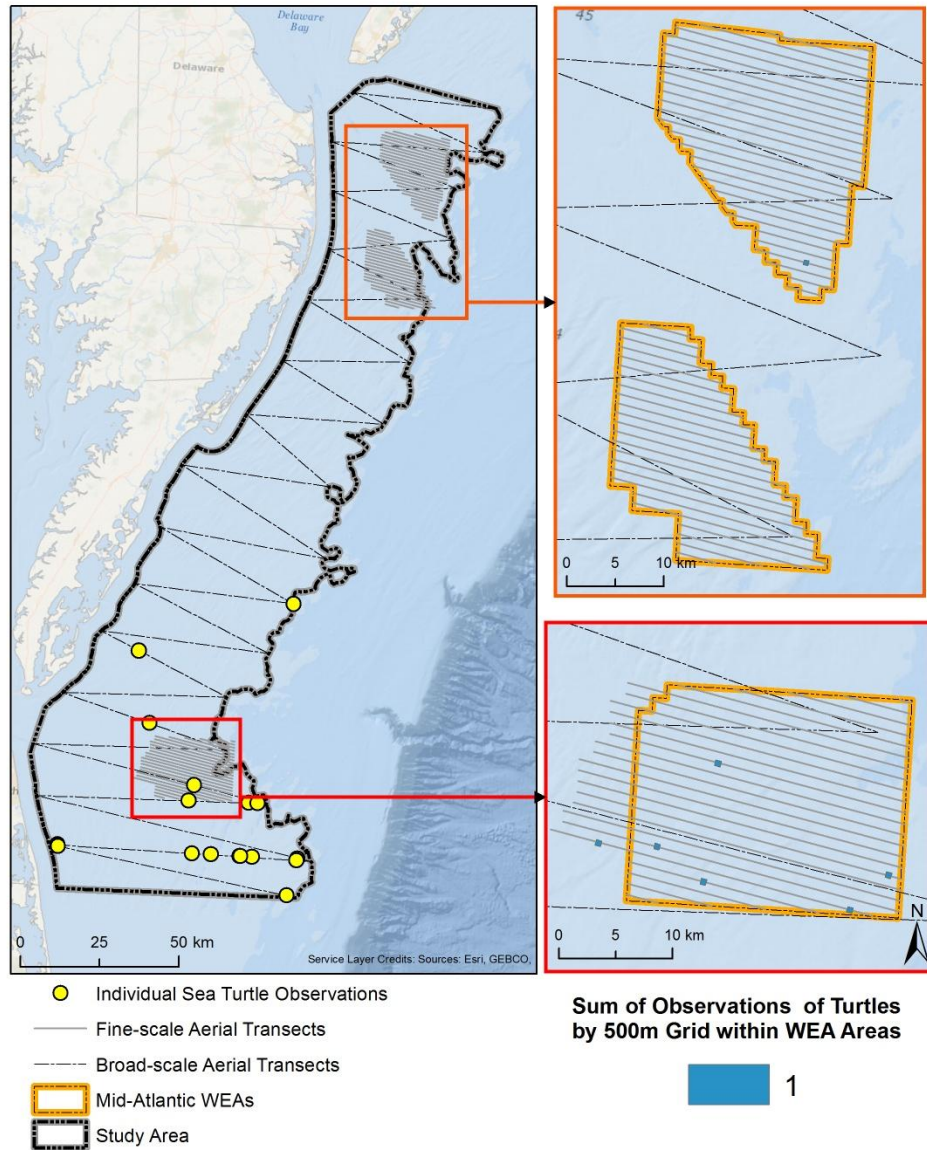 Delaware
Bay
Delaware
0 25 50 km
Service Layer Credits: Sources: Esri, GEBCO,
45
0 5 10 km
0 5 10 km
N
Individual Sea Turtle Observations
Fine-scale Aerial Transects
Broad-scale Aerial Transects
Mid-Atlantic WEAs
Study Area
Sum of Observations of Turtles
by 500m Grid within WEA Areas
1